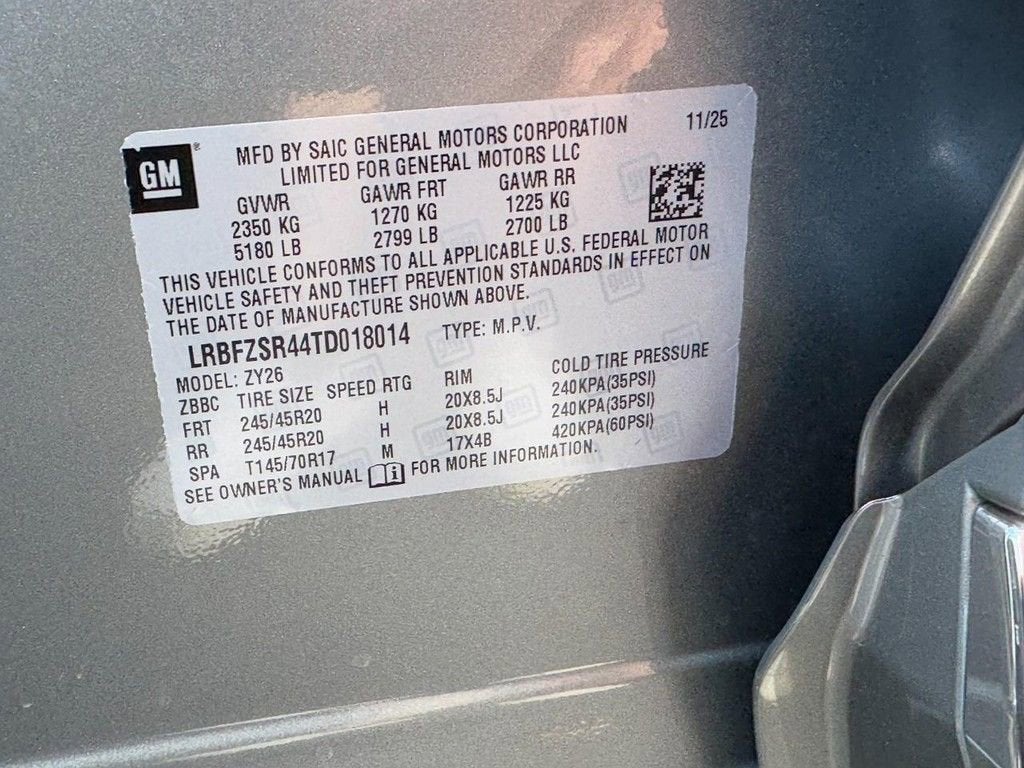 GM
MFD BY SAIC GENERAL MOTORS CORPORATION 11/25
LIMITED FOR GENERAL MOTORS LLC
GVWR GAWR FRT GAWR RR
2350 KG 1270 KG 1225 KG
5180 LB 2799 LB 2700 LB
THIS VEHICLE CONFORMS TO ALL APPLICABLE U.S. FEDERAL MOTOR
VEHICLE SAFETY AND THEFT PREVENTION STANDARDS IN EFFECT ON
THE DATE OF MANUFACTURE SHOWN ABOVE.
LRBFZSR44TD018014 TYPE: M.P.V.
MODEL: ZY26
ZBBC TIRE SIZE SPEED RTG RIM COLD TIRE PRESSURE
FRT 245/45R20 H 20X8.5J 240KPA(35PSI)
RR 245/45R20 H 20X8.5J 240KPA(35PSI)
SPA T145/70R17 M 17X4B 420KPA(60PSI)
SEE OWNER'S MANUAL FOR MORE INFORMATION.